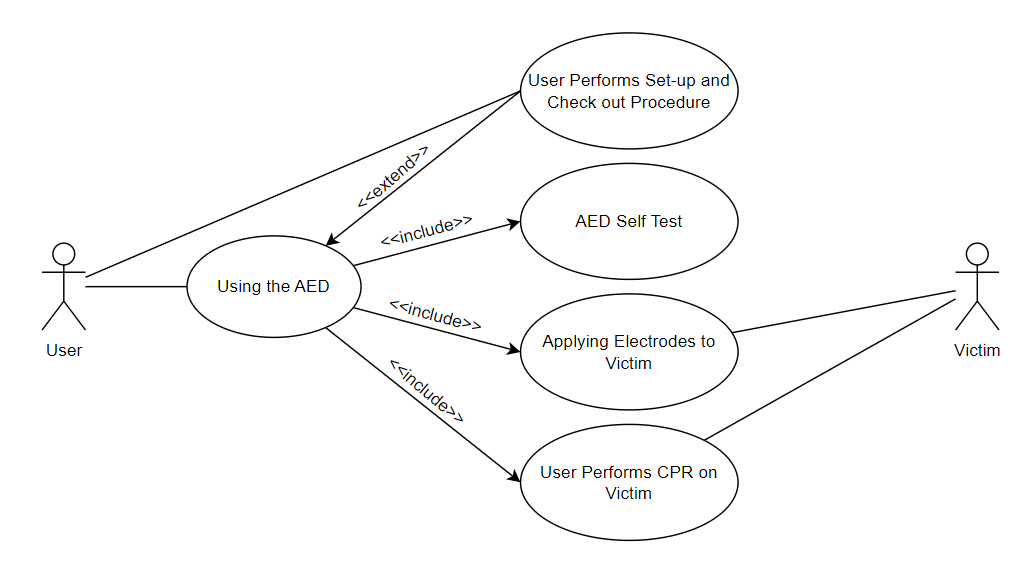 User Performs Set-up and
Check out Procedure
<<extend>>
<<include>>
AED Self Test
Using the AED
<<include>>
Applying Electrodes to
Victim
User
Victim
<<include>>
User Performs CPR on
Victim